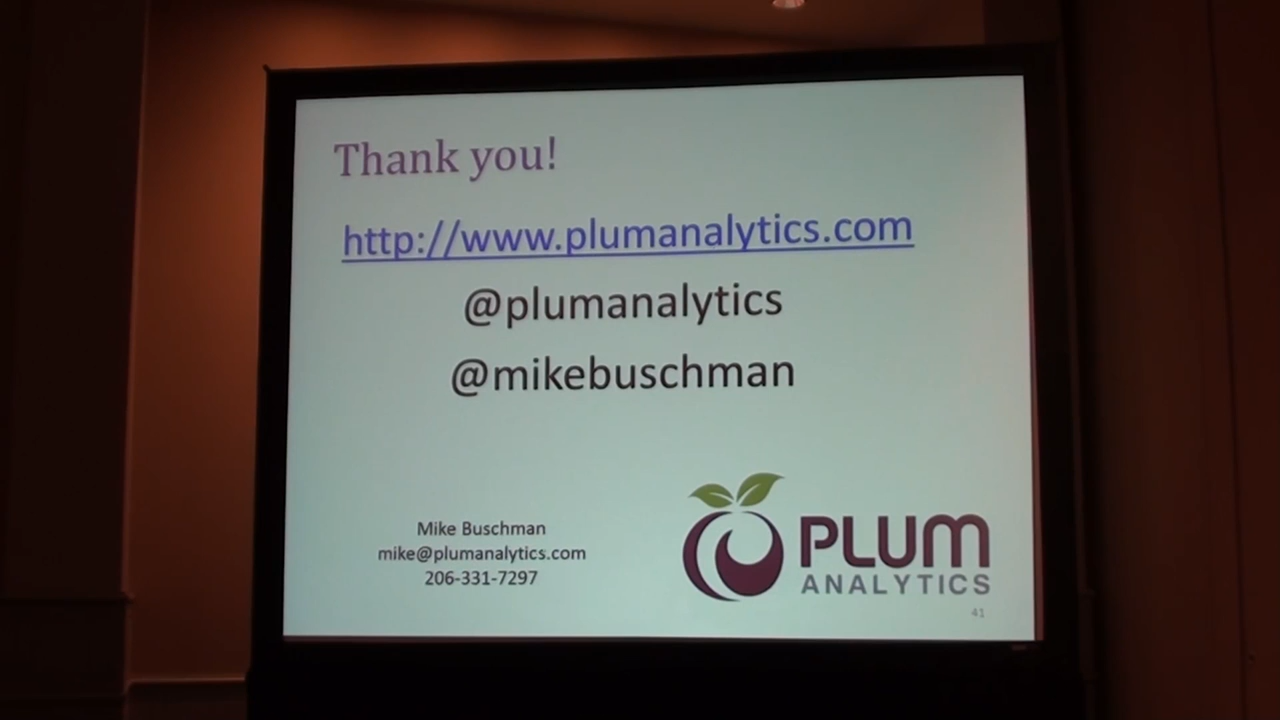 Thank you!
http://www.plumanalytics.com
@plumanalytics
@mikebuschman
Mike Buschman
mike@plumanalytics.com
206-331-7297
PLUM
ANALYTICS
41